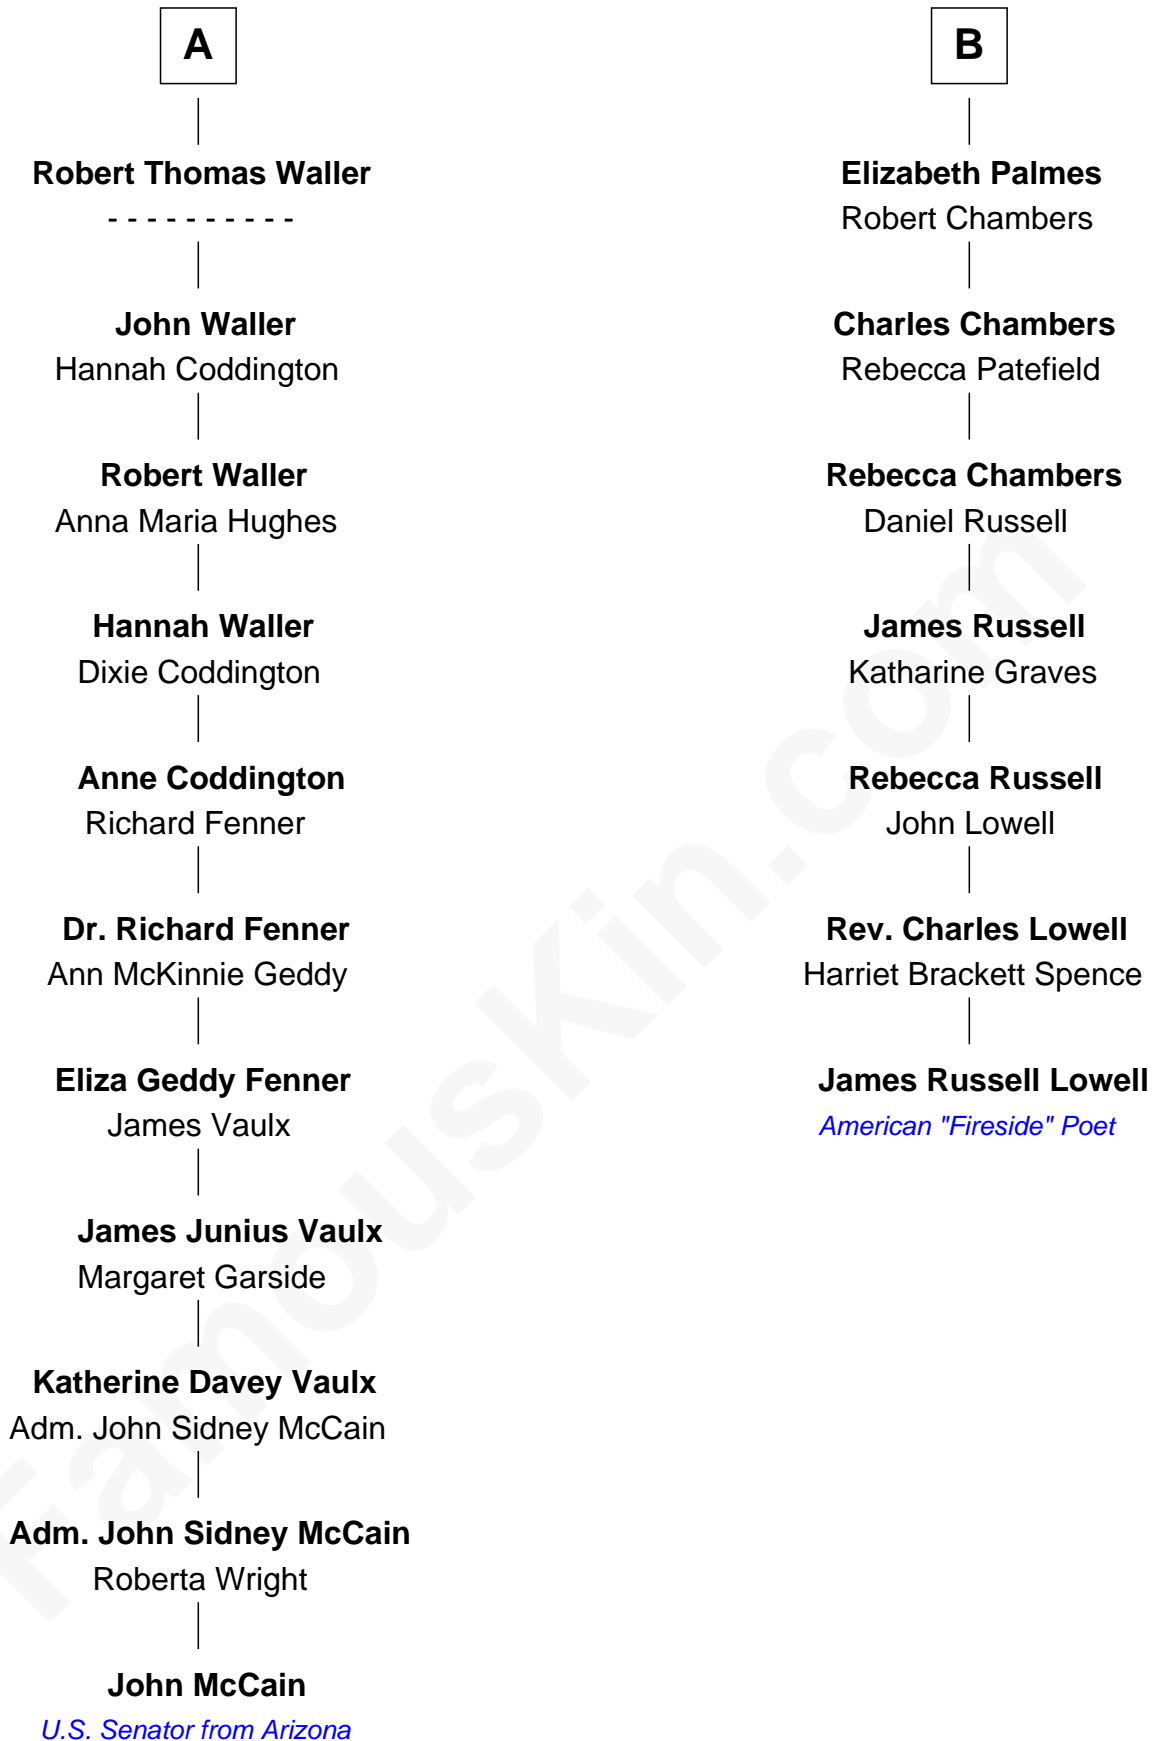 A
Robert Thomas Waller
- - - - - - - - - -
John Waller
Hannah Coddington
Robert Waller
Anna Maria Hughes
Hannah Waller
Dixie Coddington
Anne Coddington
Richard Fenner
Dr. Richard Fenner
Ann McKinnie Geddy
Eliza Geddy Fenner
James Vaulx
James Junius Vaulx
Margaret Garside
Katherine Davey Vaulx
Adm. John Sidney McCain
Adm. John Sidney McCain
Roberta Wright
John McCain
U.S. Senator from Arizona
B
Elizabeth Palmes
Robert Chambers
Charles Chambers
Rebecca Patefield
Rebecca Chambers
Daniel Russell
James Russell
Katharine Graves
Rebecca Russell
John Lowell
Rev. Charles Lowell
Harriet Brackett Spence
James Russell Lowell
American "Fireside" Poet
FamousKin.com